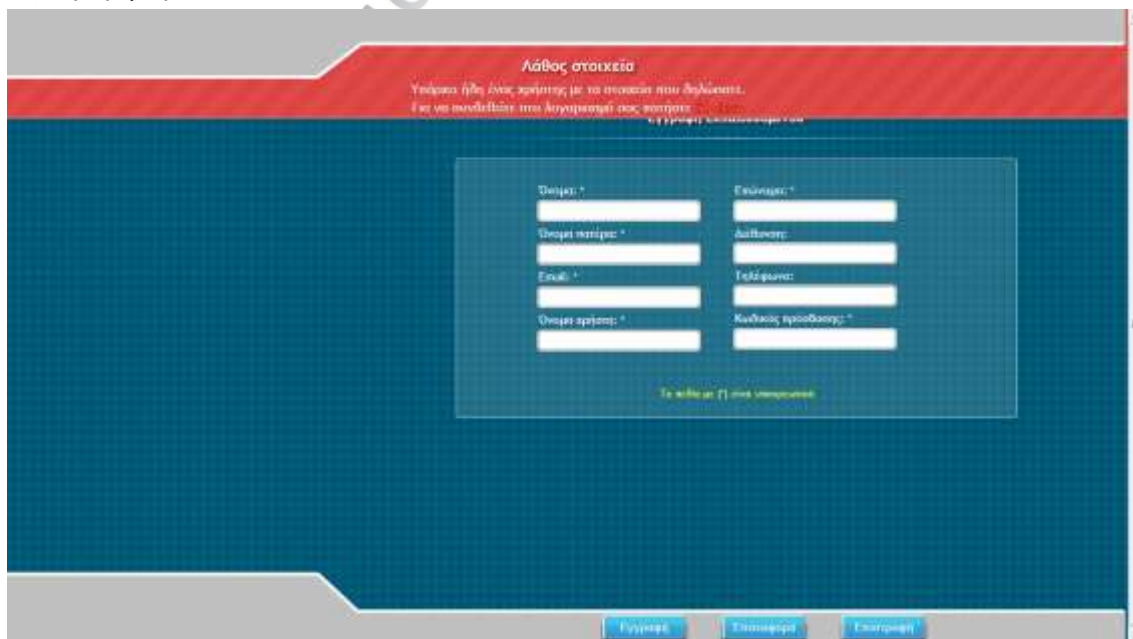 Λάθος στοιχεία
Υπάρχει ήδη ένας χρήστης με τα στοιχεία που δηλώσατε.
Για να συνδεθείτε στο λογαριασμό σας πατήστε
Όνομα: *
Επώνυμο: *
Όνομα πατέρα: *
Διεύθυνση:
Email: *
Τηλέφωνο:
Όνομα χρήστη: *
Κωδικός πρόσβασης: *
Τα πεδία με (*) είναι υποχρεωτικά
Εγγραφή
Επαναφορά
Επιστροφή